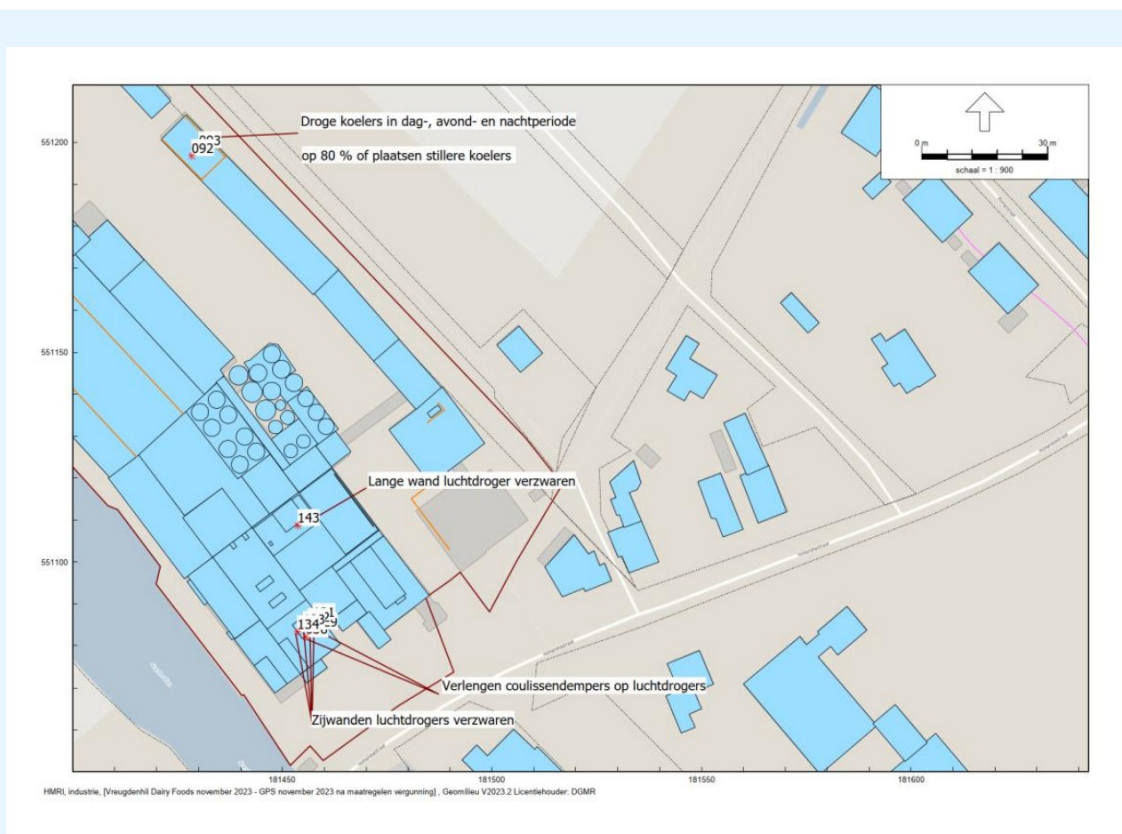 Droge koelers in dag-, avond- en nachtperiode
092
op 80 % of plaatsen stillere koelers
0 m
30 m
schaal = 1 : 900
551200
551150
Lange wand luchtdroger verzwaren
143
551100
134
Verlengen coulissendempers op luchtdrogers
Zijwanden luchtdrogers verzwaren
181450
181500
181550
181600
HMRI, industrie, [Vreugdenhil Dairy Foods november 2023 - GPS november 2023 na maatregelen vergunning] , Geomilieu V2023.2 Licentiehouder: DGMR